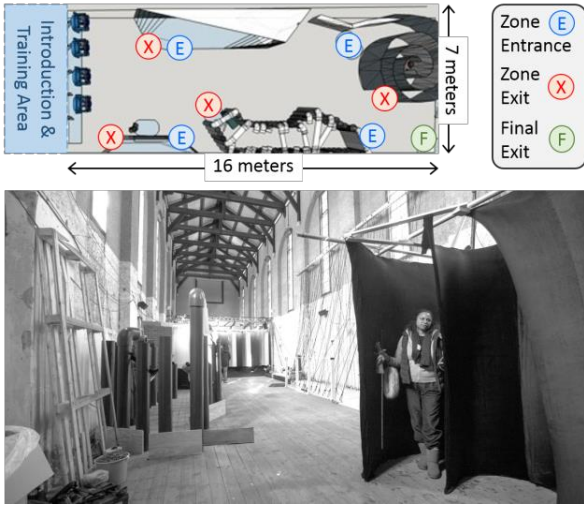 Introduction &
Training Area
X
E
E
X
X
X
E
E
F
7 meters
16 meters
Zone
Entrance
E
Zone
Exit
X
Final
Exit
F